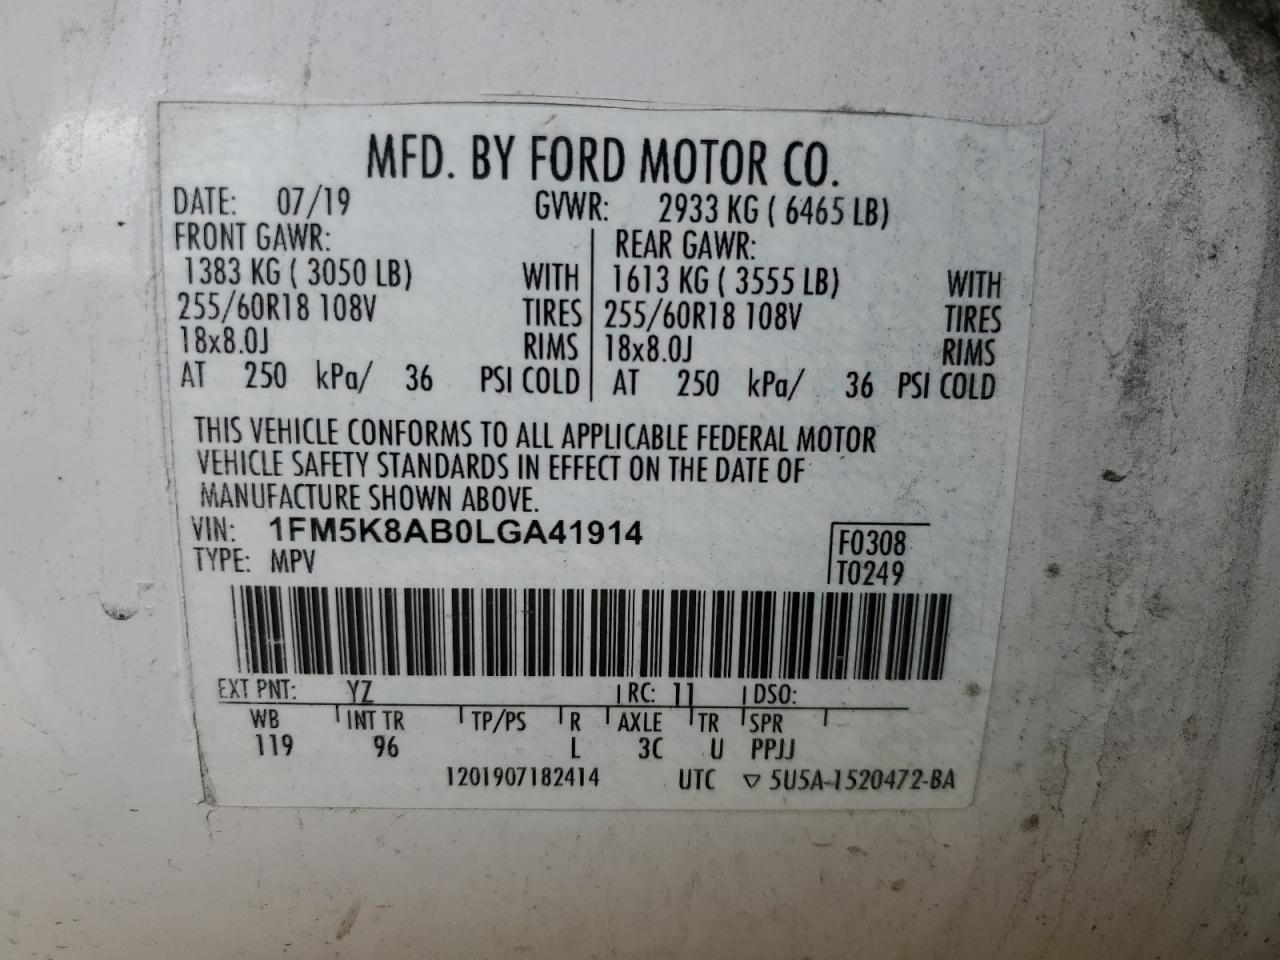 MFD. BY FORD MOTOR CO.
DATE: 07/19 GVWR: 2933 KG ( 6465 LB)
FRONT GAWR: REAR GAWR:
1383 KG ( 3050 LB) WITH 1613 KG ( 3555 LB) WITH
255/60R18 108V TIRES 255/60R18 108V TIRES
18x8.0J RIMS 18x8.0J RIMS
AT 250 kPa/ 36 PSI COLD AT 250 kPa/ 36 PSI COLD
THIS VEHICLE CONFORMS TO ALL APPLICABLE FEDERAL MOTOR
VEHICLE SAFETY STANDARDS IN EFFECT ON THE DATE OF
MANUFACTURE SHOWN ABOVE.
VIN: 1FM5K8AB0LGA41914
TYPE: MPV
F0308
T0249
EXT PNT: YZ RC: 11 DSO:
WB INT TR TP/PS R AXLE TR SPR
119 96 L 3C U PPJJ
1201907182414 UTC ▽ 5U5A-1520472-BA